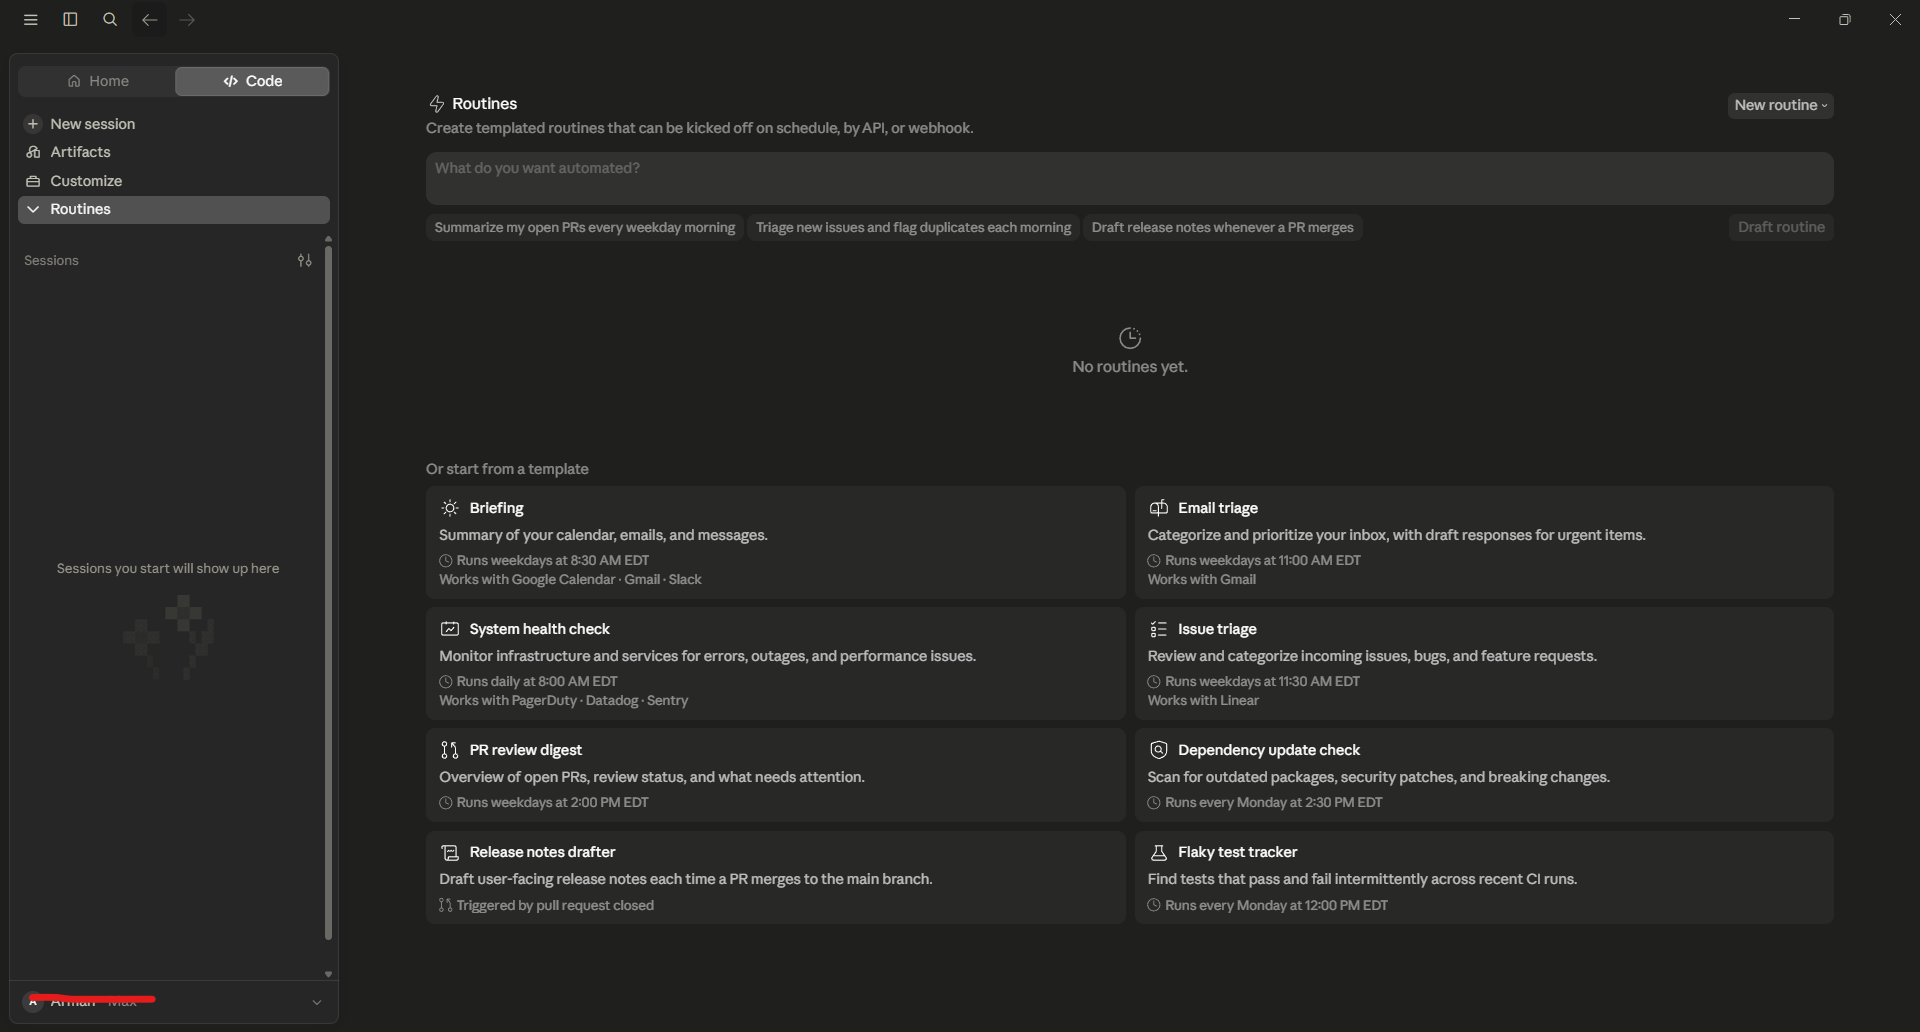 Home
Code
New session
Artifacts
Customize
Routines
Sessions
Sessions you start will show up here
Routines
New routine
Create templated routines that can be kicked off on schedule, by API, or webhook.
What do you want automated?
Summarize my open PRs every weekday morning
Triage new issues and flag duplicates each morning
Draft release notes whenever a PR merges
Draft routine
No routines yet.
Or start from a template
Briefing
Summary of your calendar, emails, and messages.
Runs weekdays at 8:30 AM EDT
Works with Google Calendar · Gmail · Slack
Email triage
Categorize and prioritize your inbox, with draft responses for urgent items.
Runs weekdays at 11:00 AM EDT
Works with Gmail
System health check
Monitor infrastructure and services for errors, outages, and performance issues.
Runs daily at 8:00 AM EDT
Works with PagerDuty · Datadog · Sentry
Issue triage
Review and categorize incoming issues, bugs, and feature requests.
Runs weekdays at 11:30 AM EDT
Works with Linear
PR review digest
Overview of open PRs, review status, and what needs attention.
Runs weekdays at 2:00 PM EDT
Dependency update check
Scan for outdated packages, security patches, and breaking changes.
Runs every Monday at 2:30 PM EDT
Release notes drafter
Draft user-facing release notes each time a PR merges to the main branch.
Triggered by pull request closed
Flaky test tracker
Find tests that pass and fail intermittently across recent CI runs.
Runs every Monday at 12:00 PM EDT